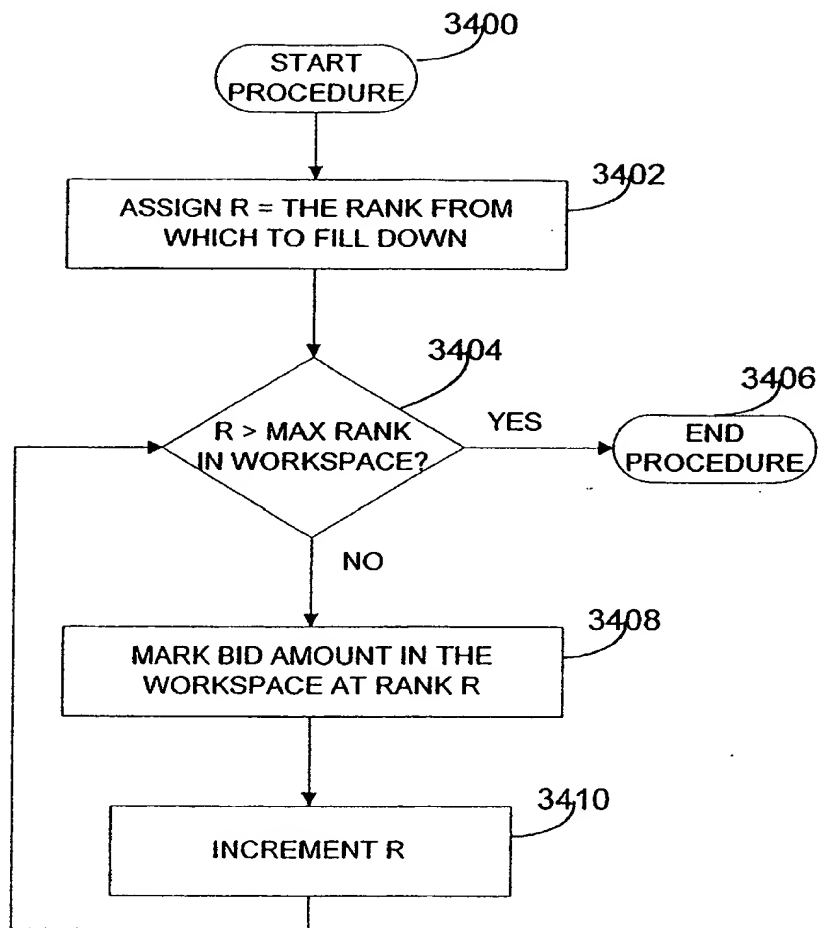 3400
START
PROCEDURE
3402
ASSIGN R = THE RANK FROM
WHICH TO FILL DOWN
3404
R > MAX RANK
IN WORKSPACE?
YES
3406
END
PROCEDURE
NO
3408
MARK BID AMOUNT IN THE
WORKSPACE AT RANK R
3410
INCREMENT R